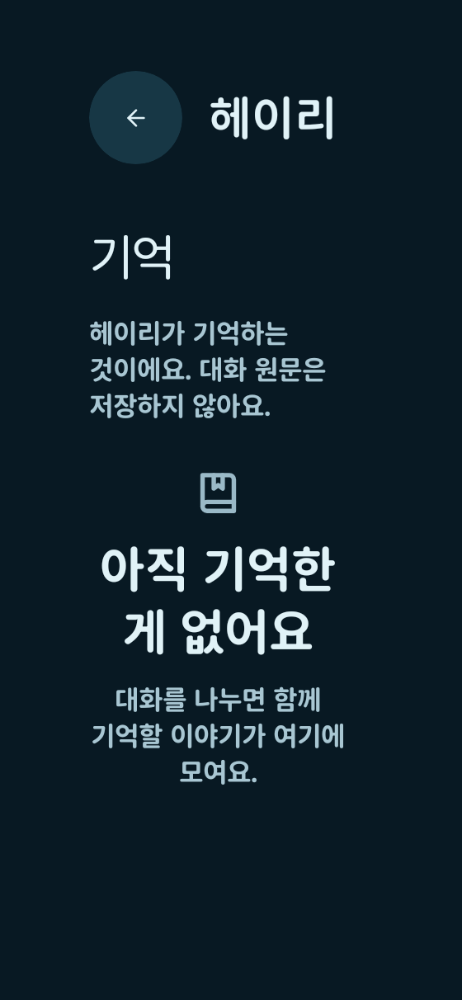 헤이리
기억
헤이리가 기억하는
것이에요. 대화 원문은
저장하지 않아요.
아직 기억한
게 없어요
대화를 나누면 함께
기억할 이야기가 여기에
모여요.